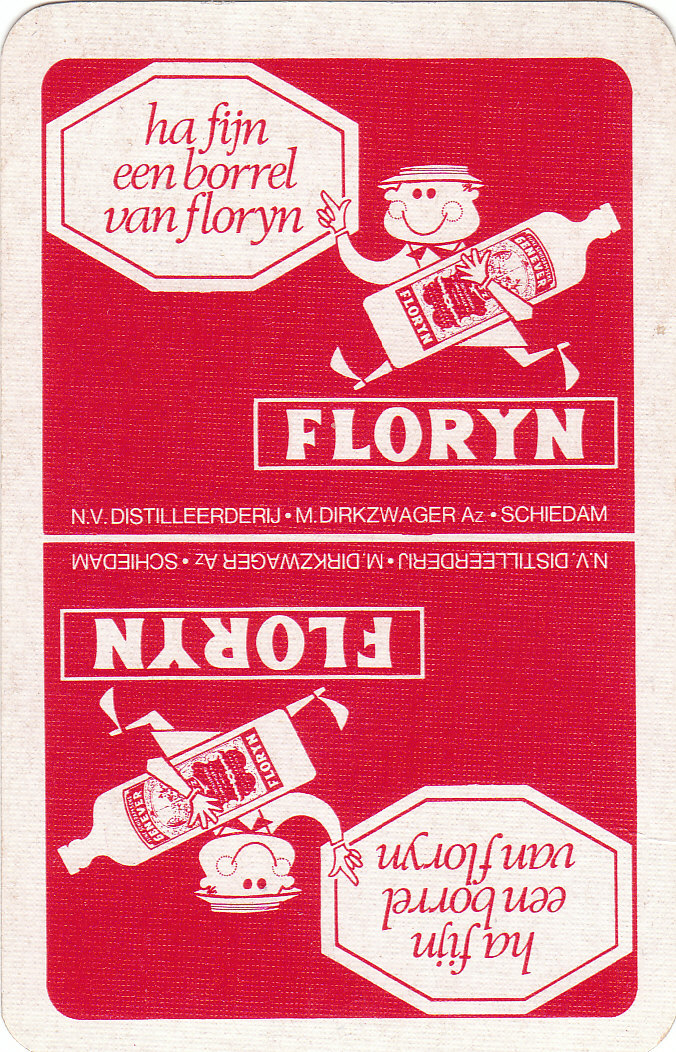 ha fijn
een borrel
van floryn
GENEVER
FLORYN
FLORYN
N.V. DISTILLEERDERIJ • M. DIRKZWAGER Az • SCHIEDAM
N.V. DISTILLEERDERIJ • M. DIRKZWAGER Az • SCHIEDAM
FLORYN
FLORYN
GENEVER
ha fijn
een borrel
van floryn